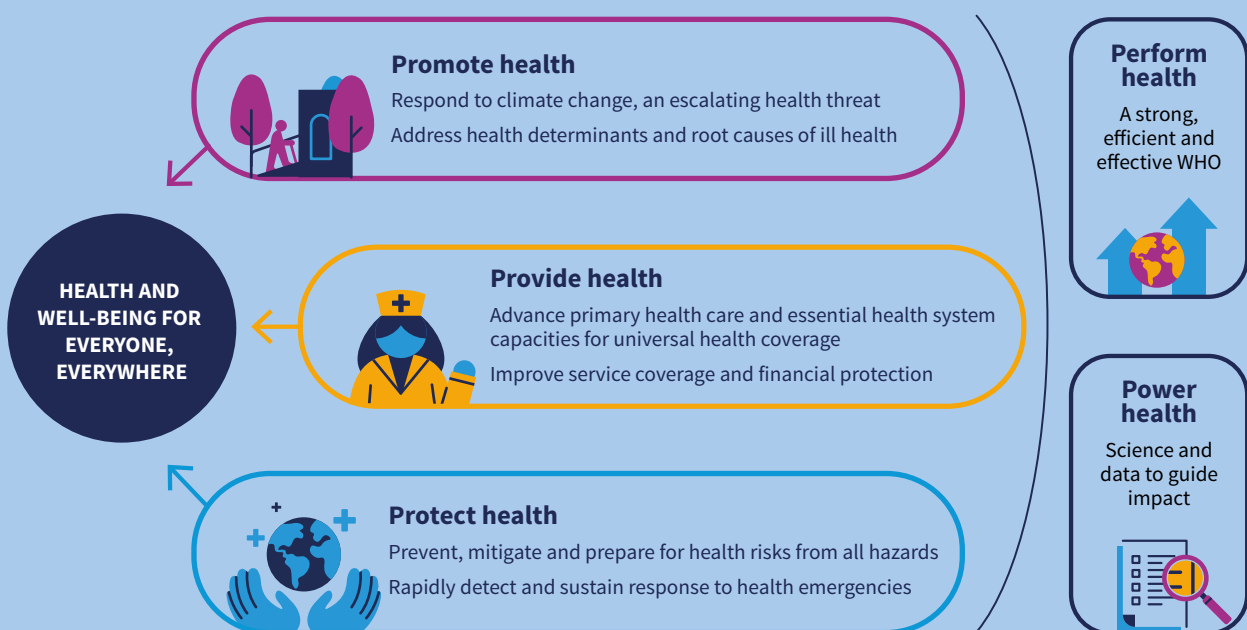 Promote health
Respond to climate change, an escalating health threat
Address health determinants and root causes of ill health
HEALTH AND
WELL-BEING FOR
EVERYONE,
EVERYWHERE
Provide health
Advance primary health care and essential health system
capacities for universal health coverage
Improve service coverage and financial protection
Protect health
Prevent, mitigate and prepare for health risks from all hazards
Rapidly detect and sustain response to health emergencies
Perform
health
A strong,
efficient and
effective WHO
Power
health
Science and
data to guide
impact